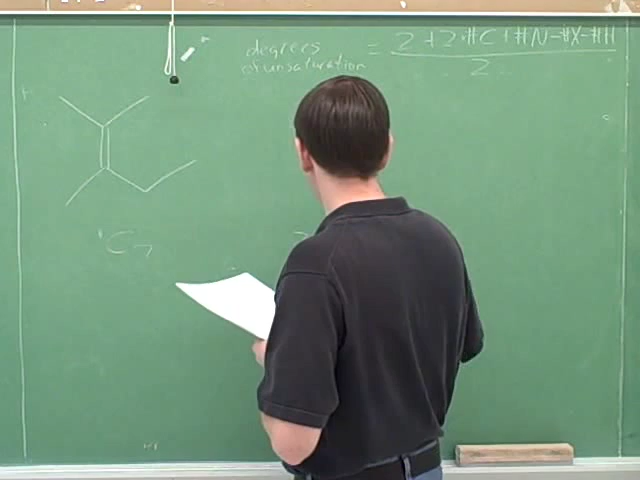 degrees
of unsaturation
= 2 + 2·#C + #N - #X - #H
2
C7